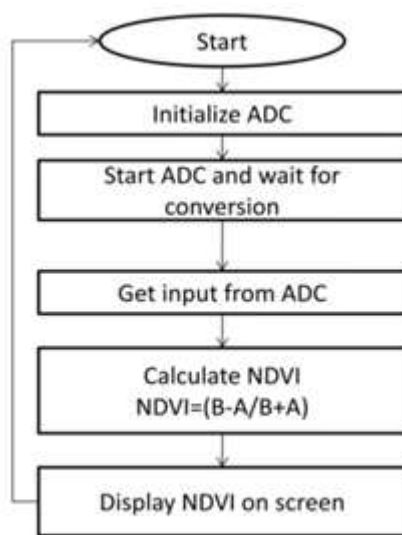 Start
Initialize ADC
Start ADC and wait for
conversion
Get input from ADC
Calculate NDVI
NDVI=(B-A/B+A)
Display NDVI on screen